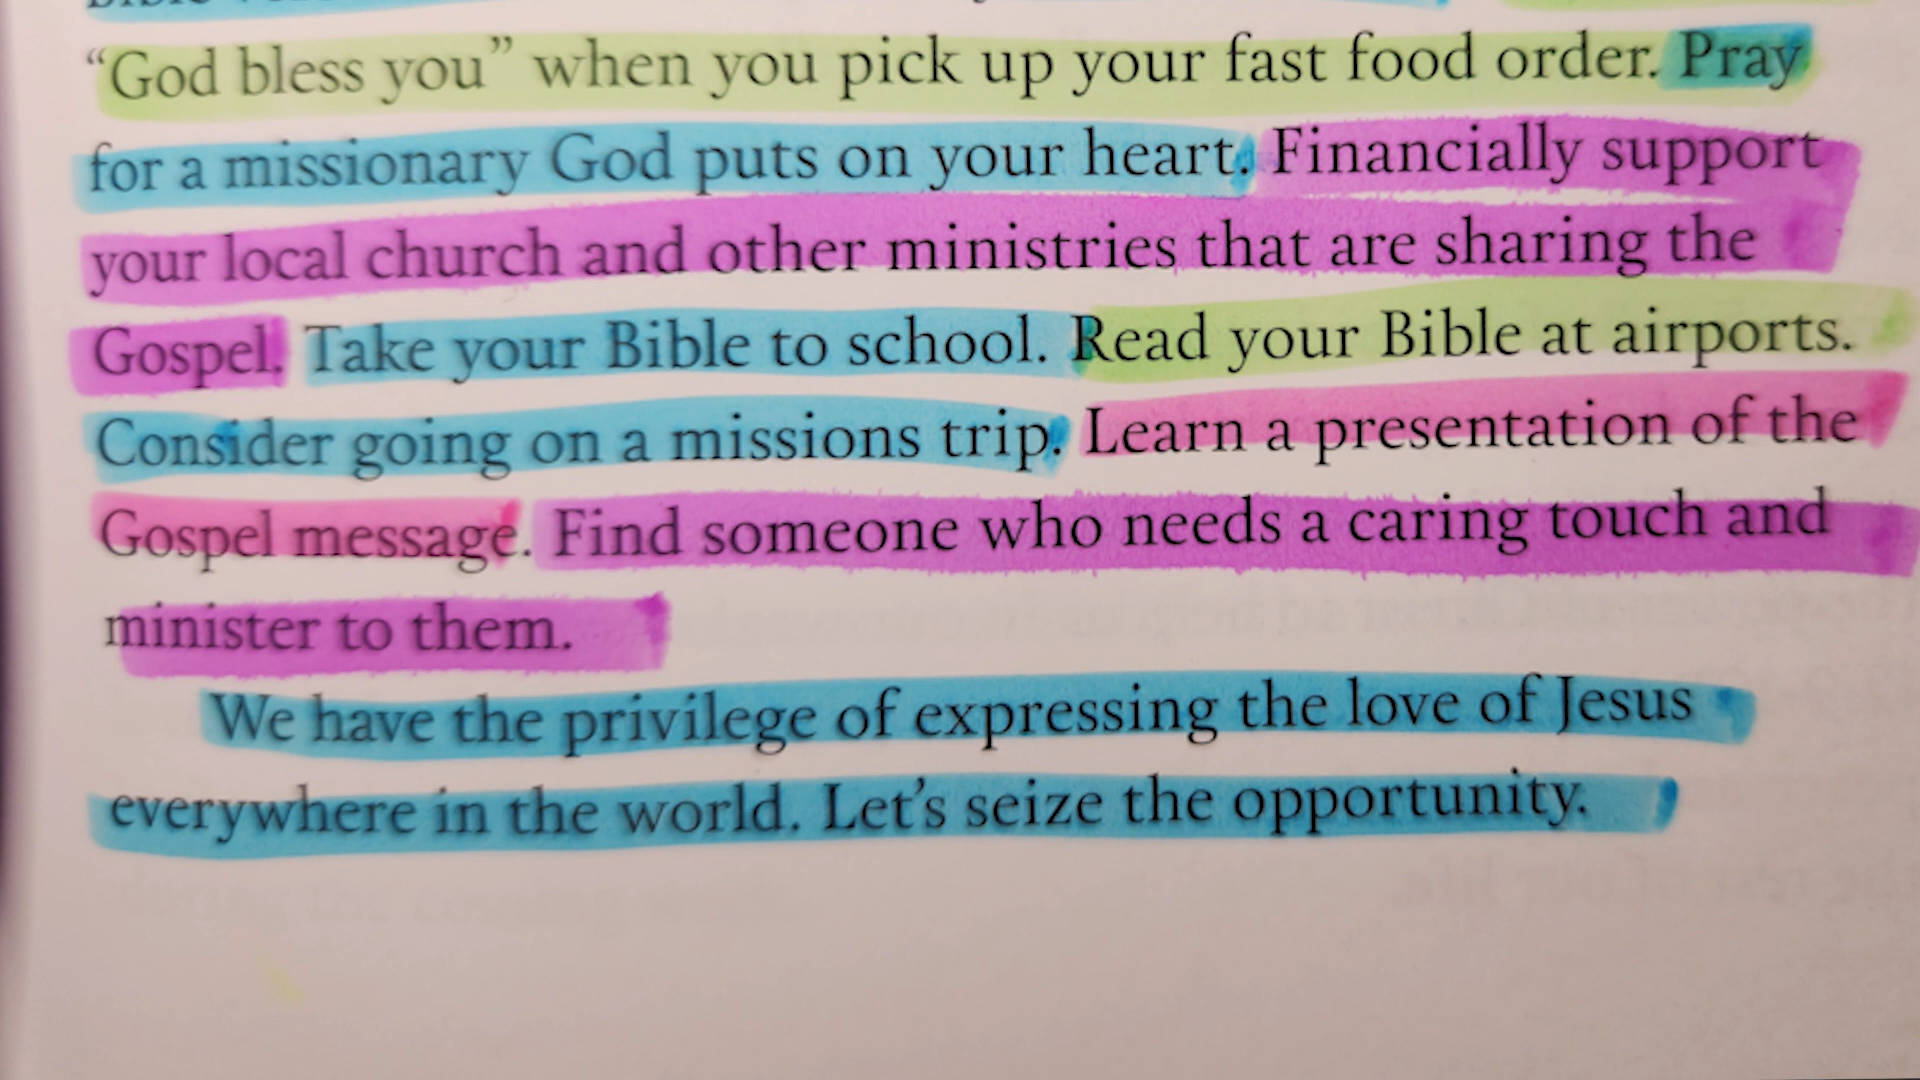 “God bless you” when you pick up your fast food order. Pray
for a missionary God puts on your heart. Financially support
your local church and other ministries that are sharing the
Gospel. Take your Bible to school. Read your Bible at airports.
Consider going on a missions trip. Learn a presentation of the
Gospel message. Find someone who needs a caring touch and
minister to them.
We have the privilege of expressing the love of Jesus
everywhere in the world. Let’s seize the opportunity.